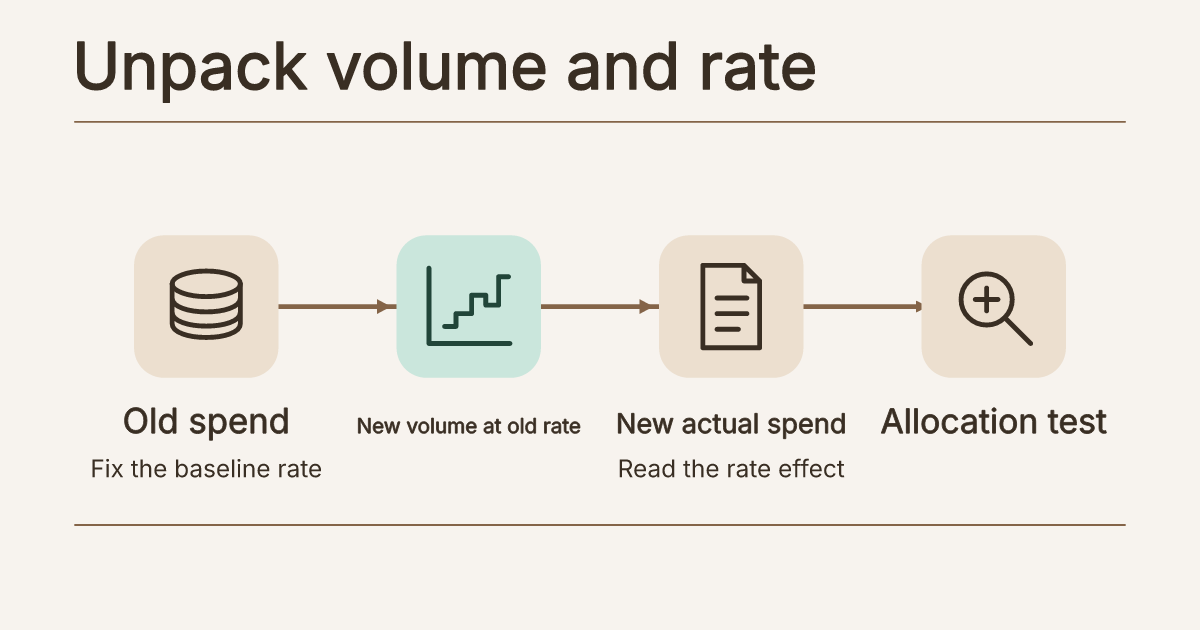 Unpack volume and rate
Old spend
New volume at old rate
New actual spend
Allocation test
Fix the baseline rate
Read the rate effect